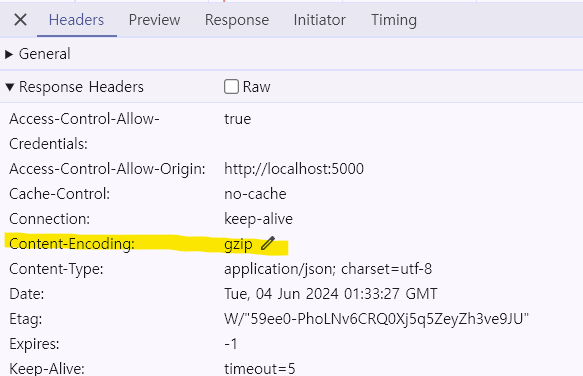 Headers Preview Response Initiator Timing
General
Response Headers Raw
Access-Control-Allow- true
Credentials:
Access-Control-Allow-Origin: http://localhost:5000
Cache-Control: no-cache
Connection: keep-alive
Content-Encoding: gzip
Content-Type: application/json; charset=utf-8
Date: Tue, 04 Jun 2024 01:33:27 GMT
Etag: W/"59ee0-PhoLNv6CRQ0Xj5q5ZeyZh3ve9JU"
Expires: -1
Keep-Alive: timeout=5